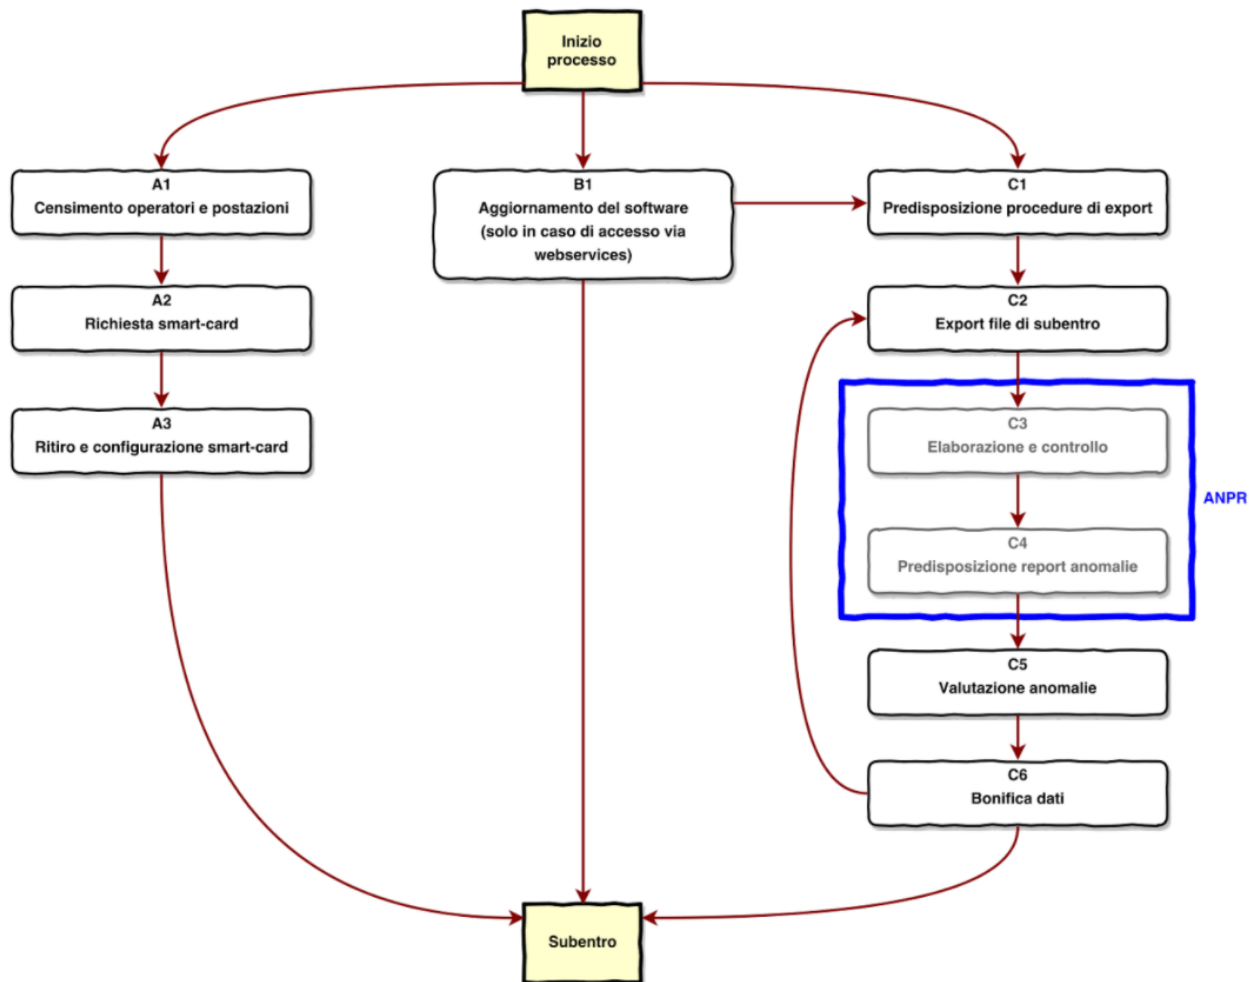 Inizio
processo
A1
Censimento operatori e postazioni
B1
Aggiornamento del software
(solo in caso di accesso via
webservices)
C1
Predisposizione procedure di export
A2
Richiesta smart-card
C2
Export file di subentro
A3
Ritiro e configurazione smart-card
C3
Elaborazione e controllo
ANPR
C4
Predisposizione report anomalie
C5
Valutazione anomalie
C6
Bonifica dati
Subentro